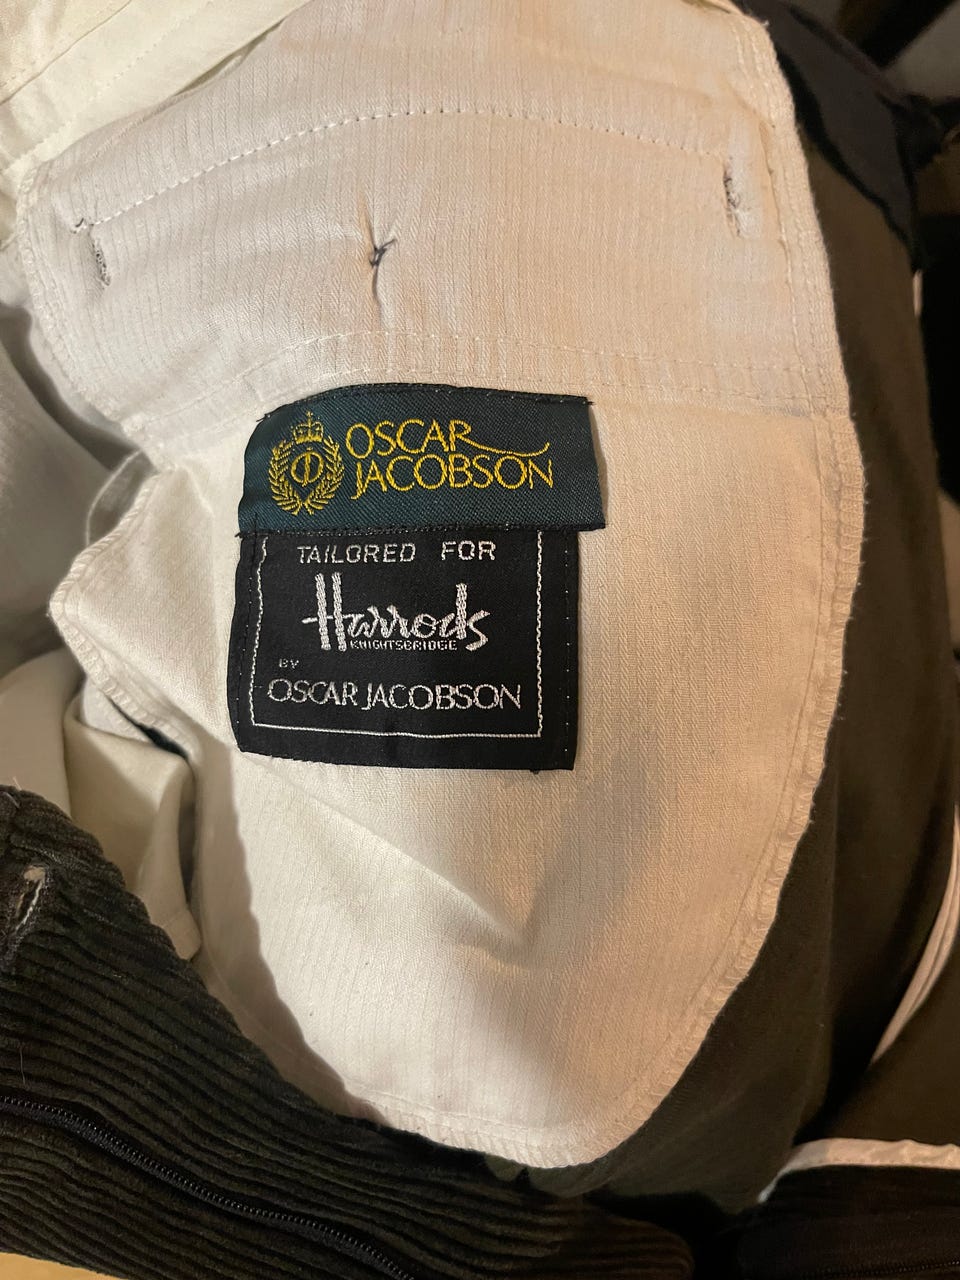 OSCAR
JACOBSON
TAILORED FOR
Harrods
KNIGHTSBRIDGE
BY
OSCAR JACOBSON